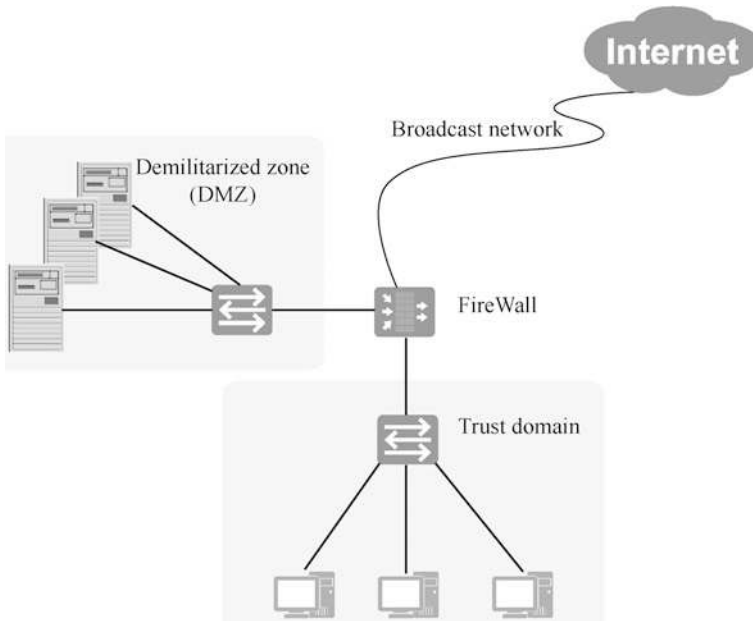 Internet
Broadcast network
Demilitarized zone
(DMZ)
FireWall
Trust domain